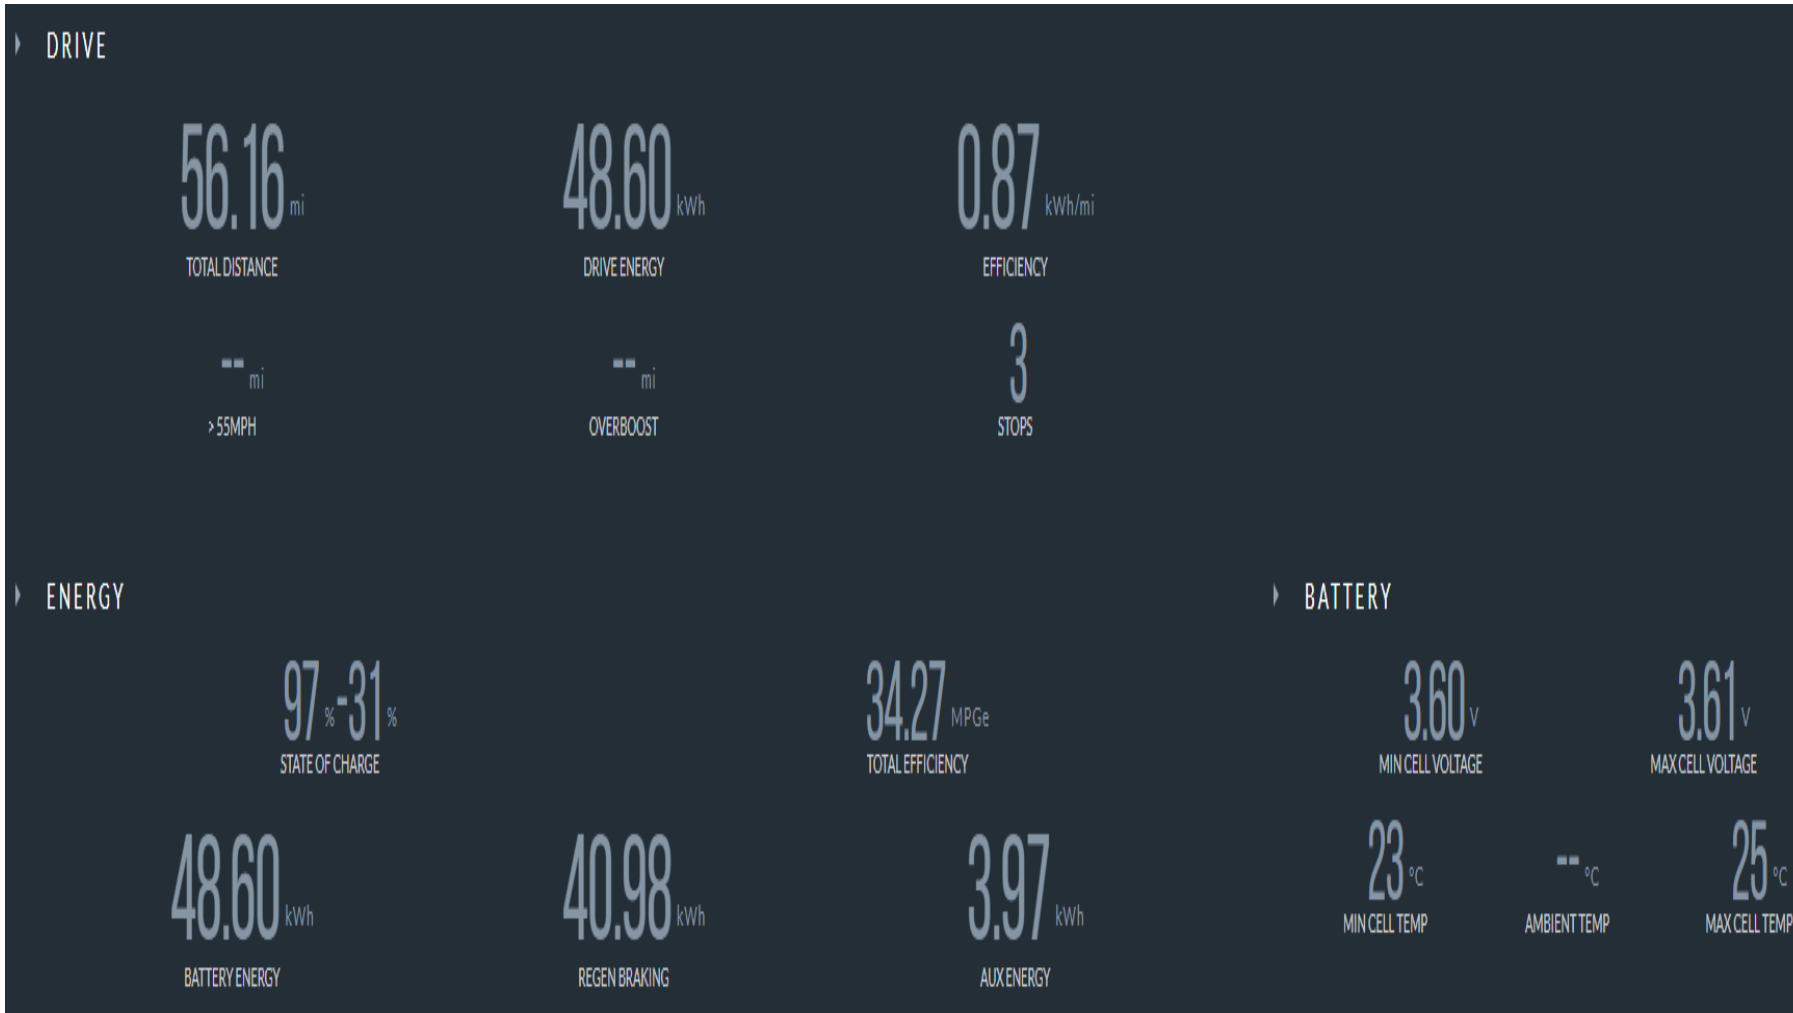 DRIVE
56.16 mi 48.60 kWh 0.87 kWh/mi
TOTAL DISTANCE DRIVE ENERGY EFFICIENCY
-- mi -- mi 3
> 55MPH OVERBOOST STOPS
ENERGY BATTERY
97 % -31 % 34.27 MPGe 3.60 V 3.61 V
STATE OF CHARGE TOTAL EFFICIENCY MIN CELL VOLTAGE MAX CELL VOLTAGE
48.60 kWh 40.98 kWh 3.97 kWh 23 °C -- °C 25 °C
MIN CELL TEMP AMBIENT TEMP MAX CELL TEMP
BATTERY ENERGY REGEN BRAKING AUX ENERGY